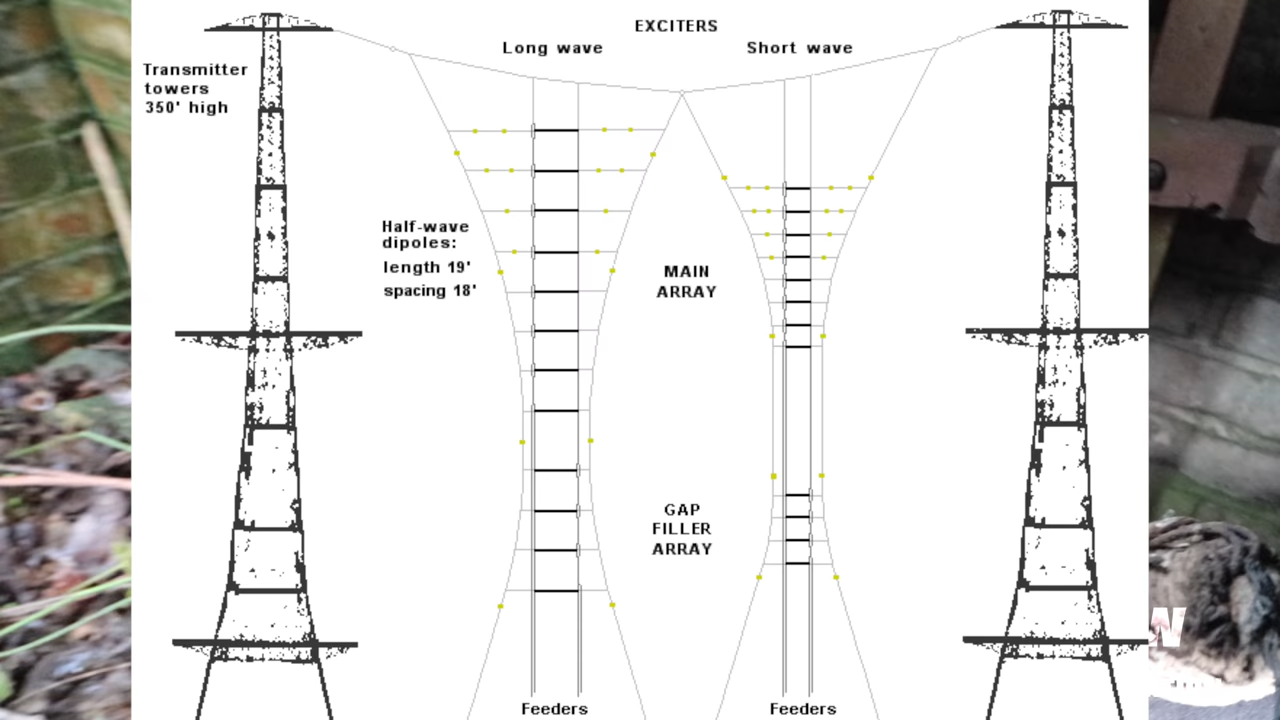 EXCITERS
Long wave
Short wave
Transmitter
towers
350' high
Half-wave
dipoles:
length 19'
spacing 18'
MAIN
ARRAY
GAP
FILLER
ARRAY
Feeders
Feeders